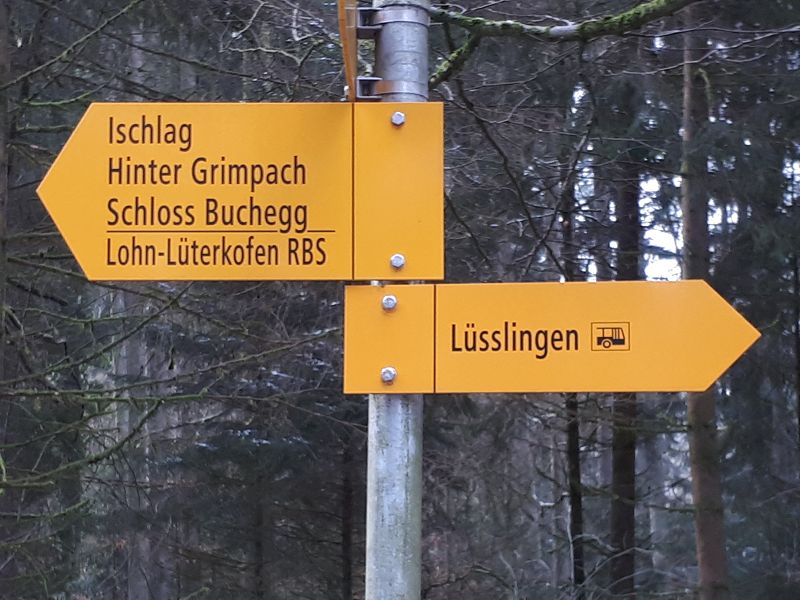 Ischlag
Hinter Grimpach
Schloss Buchegg
Lohn-Lüterkofen RBS
Lüsslingen